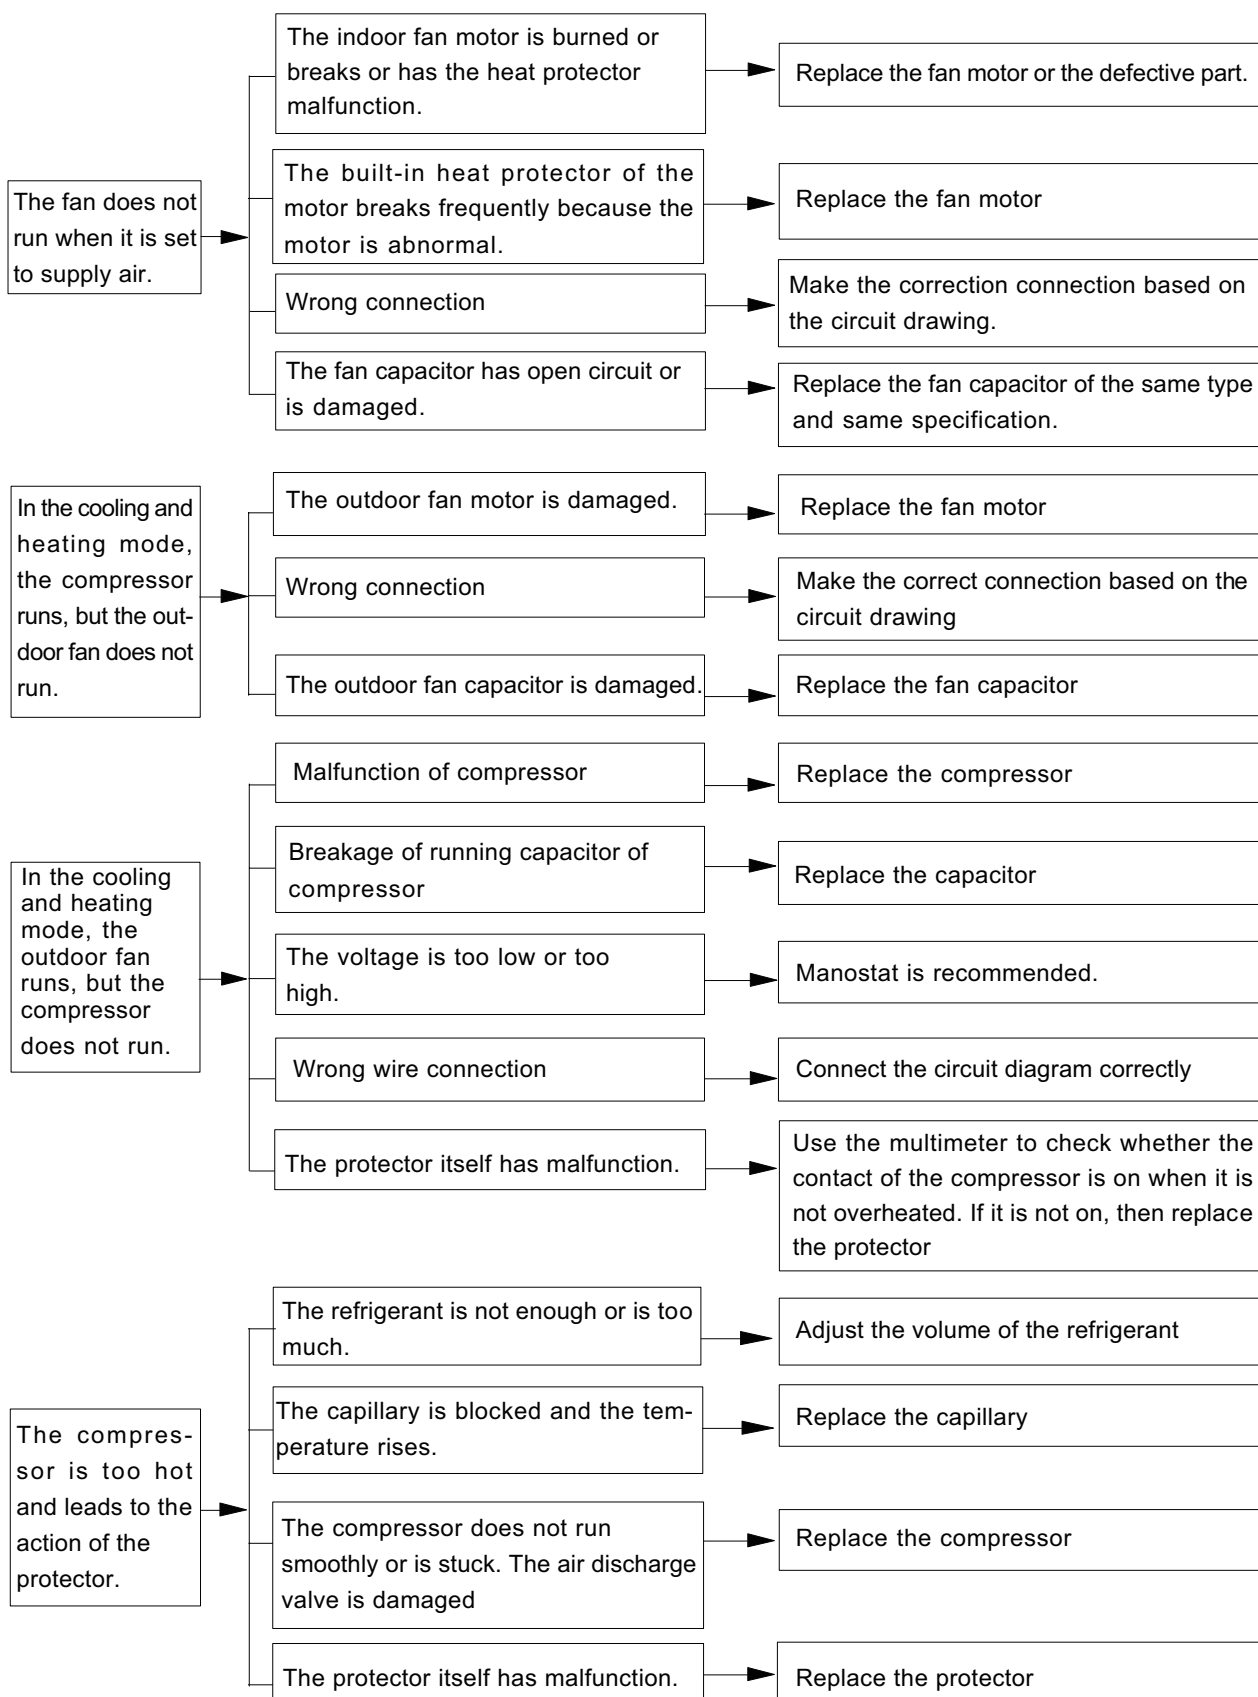 The indoor fan motor is burned or
breaks or has the heat protector
malfunction.
Replace the fan motor or the defective part.
The fan does not
run when it is set
to supply air.
The built-in heat protector of the
motor breaks frequently because the
motor is abnormal.
Replace the fan motor
Wrong connection
Make the correction connection based on
the circuit drawing.
The fan capacitor has open circuit or
is damaged.
Replace the fan capacitor of the same type
and same specification.
In the cooling and
heating mode,
the compressor
runs, but the out-
door fan does not
run.
The outdoor fan motor is damaged.
Replace the fan motor
Wrong connection
Make the correct connection based on the
circuit drawing
The outdoor fan capacitor is damaged.
Replace the fan capacitor
In the cooling
and heating
mode, the
outdoor fan
runs, but the
compressor
does not run.
Malfunction of compressor
Replace the compressor
Breakage of running capacitor of
compressor
Replace the capacitor
The voltage is too low or too
high.
Manostat is recommended.
Wrong wire connection
Connect the circuit diagram correctly
The protector itself has malfunction.
Use the multimeter to check whether the
contact of the compressor is on when it is
not overheated. If it is not on, then replace
the protector
The compres-
sor is too hot
and leads to the
action of the
protector.
The refrigerant is not enough or is too
much.
Adjust the volume of the refrigerant
The capillary is blocked and the tem-
perature rises.
Replace the capillary
The compressor does not run
smoothly or is stuck. The air discharge
valve is damaged
Replace the compressor
The protector itself has malfunction.
Replace the protector